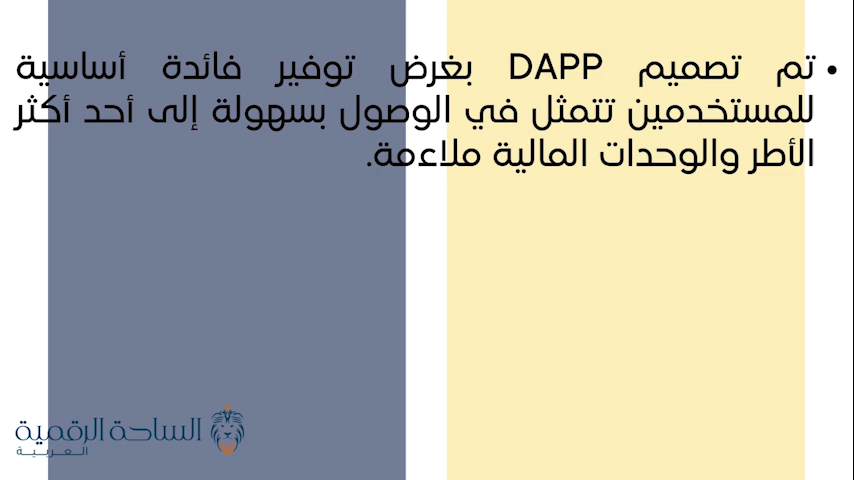 • تم تصميم DAPP بغرض توفير فائدة أساسية
للمستخدمين تتمثل في الوصول بسهولة إلى أحد أكثر
الأطر والوحدات المالية ملاءمة.
الساحة الرقمية
العربية